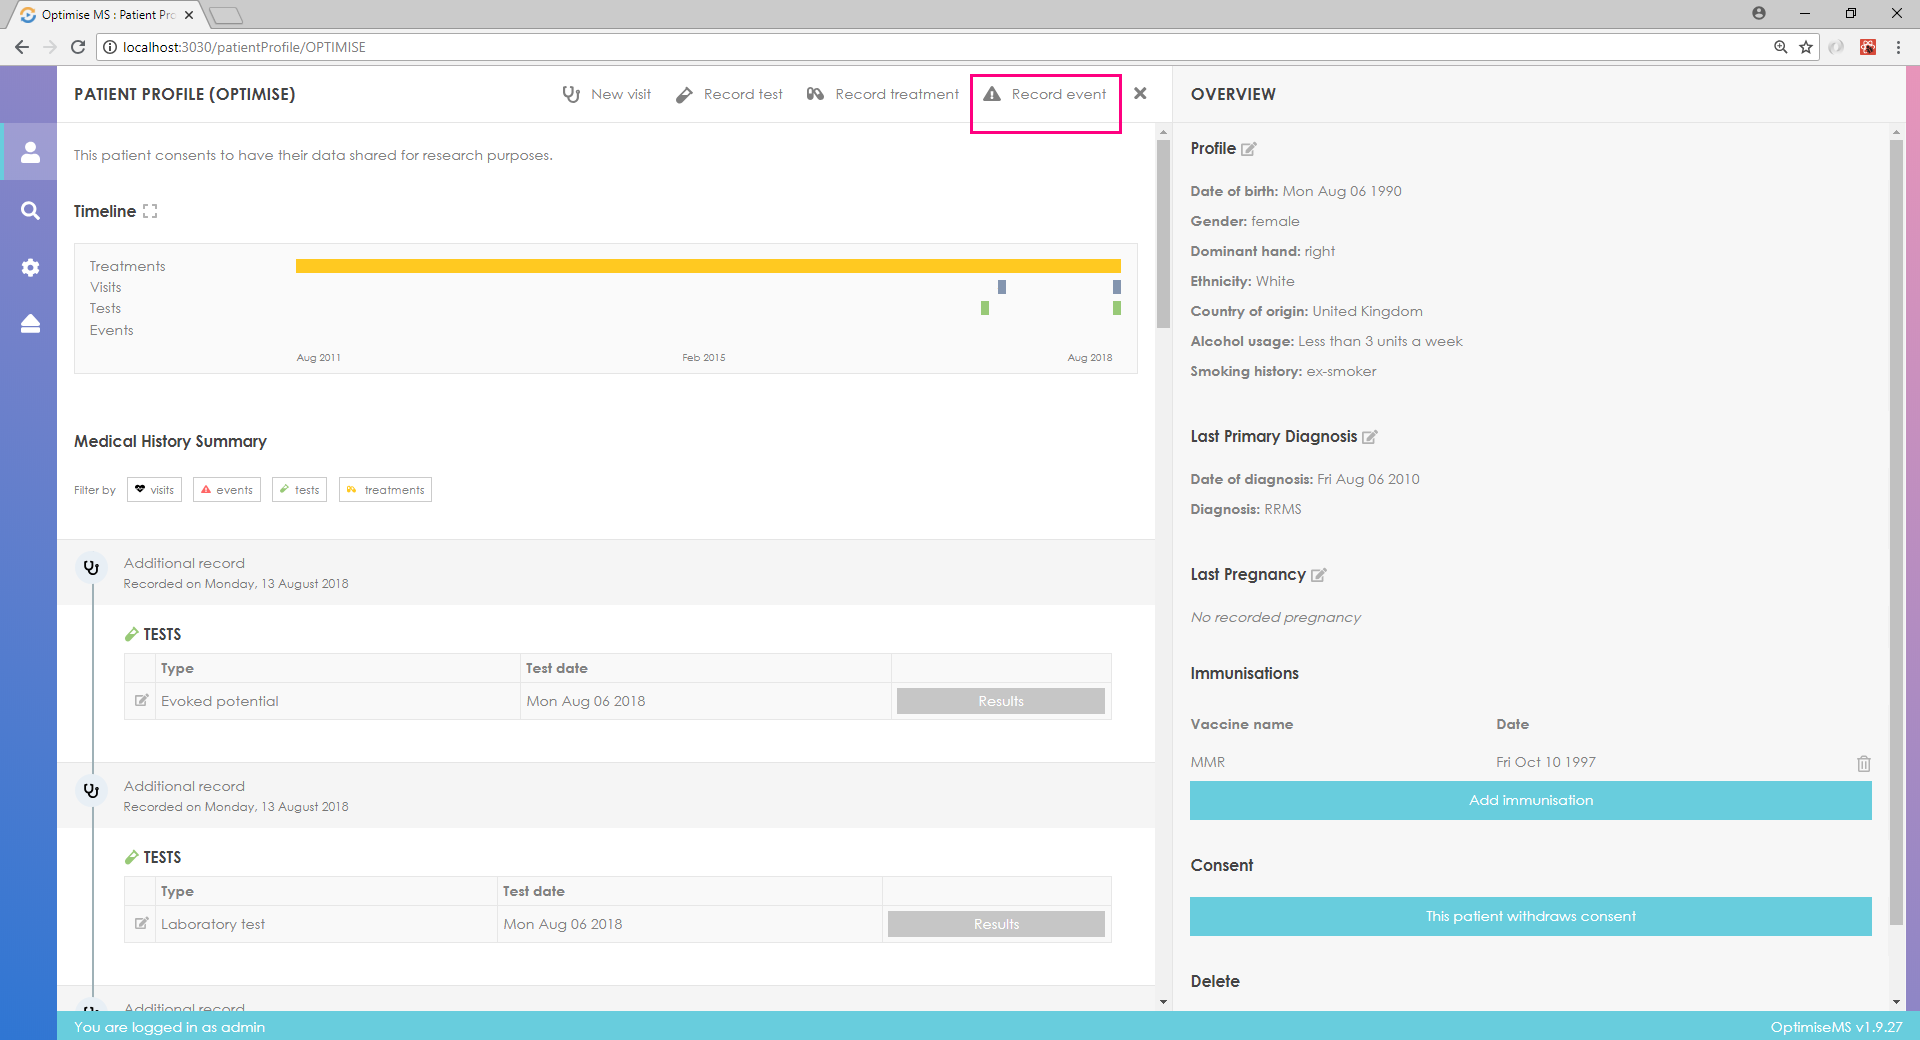 Optimise MS : Patient Pro
localhost:3030/patientProfile/OPTIMISE
PATIENT PROFILE (OPTIMISE)
New visit
Record test
Record treatment
Record event
This patient consents to have their data shared for research purposes.
Timeline
Treatments
Visits
Tests
Events
Aug 2011
Feb 2015
Aug 2018
Medical History Summary
Filter by visits events tests treatments
Additional record
Recorded on Monday, 13 August 2018
TESTS
Type Test date
Evoked potential Mon Aug 06 2018 Results
Additional record
Recorded on Monday, 13 August 2018
TESTS
Type Test date
Laboratory test Mon Aug 06 2018 Results
Additional record
OVERVIEW
Profile
Date of birth: Mon Aug 06 1990
Gender: female
Dominant hand: right
Ethnicity: White
Country of origin: United Kingdom
Alcohol usage: Less than 3 units a week
Smoking history: ex-smoker
Last Primary Diagnosis
Date of diagnosis: Fri Aug 06 2010
Diagnosis: RRMS
Last Pregnancy
No recorded pregnancy
Immunisations
Vaccine name Date
MMR Fri Oct 10 1997
Add immunisation
Consent
This patient withdraws consent
Delete
You are logged in as admin
OptimiseMS v1.9.27